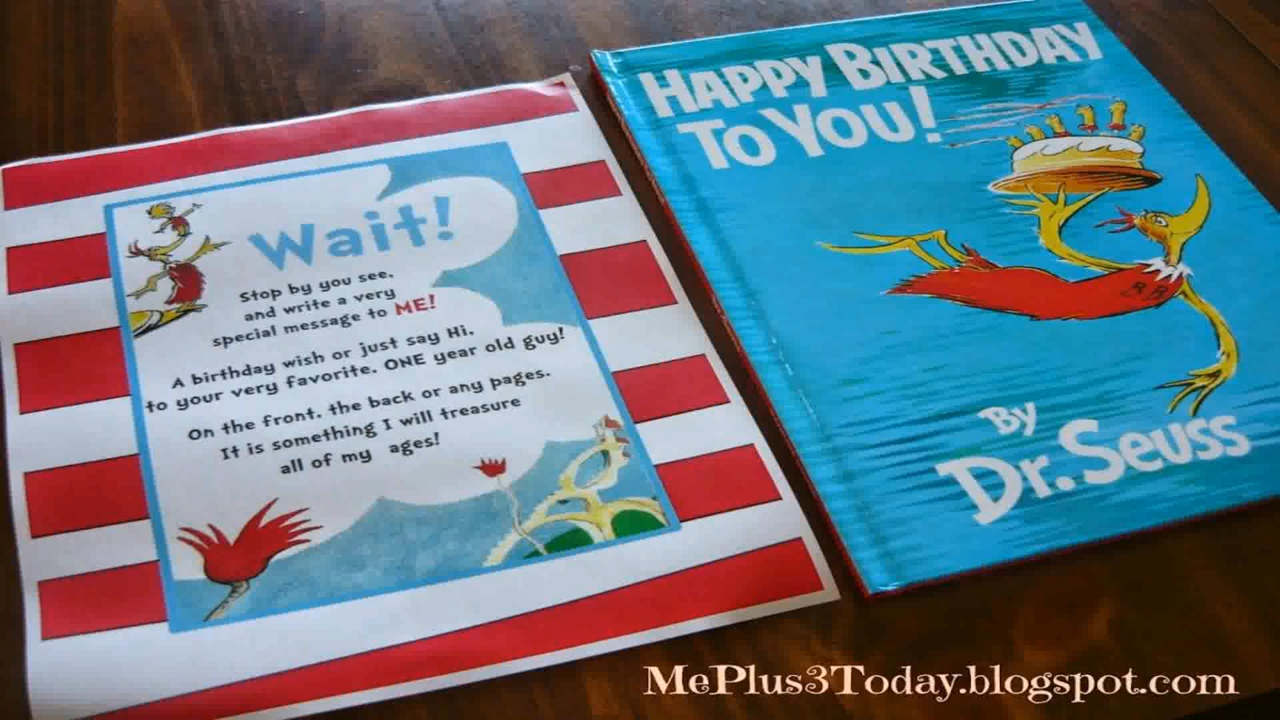 Wait!
Stop by you see,
and write a very
special message to ME!
A birthday wish or just say Hi.
to your very favorite. ONE year old guy!
On the front. the back or any pages.
It is something I will treasure
all of my ages!
HAPPY BIRTHDAY
TO YOU!
BB
By
Dr. Seuss
MePlus3Today.blogspot.com